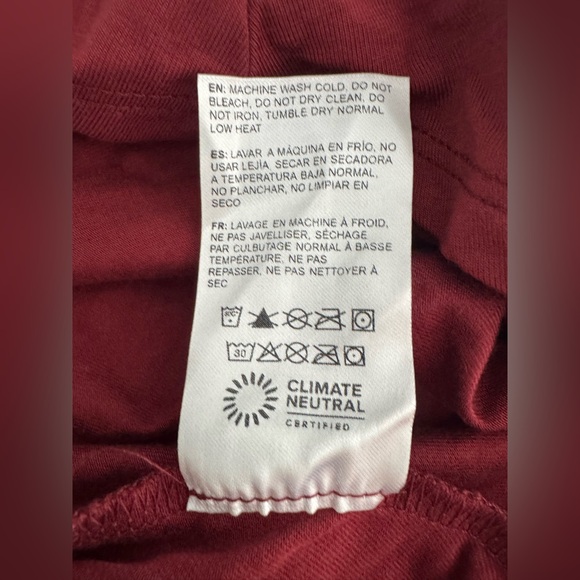 EN: MACHINE WASH COLD, DO NOT
BLEACH, DO NOT DRY CLEAN, DO
NOT IRON, TUMBLE DRY NORMAL
LOW HEAT
ES: LAVAR A MÁQUINA EN FRÍO, NO
USAR LEJÍA, SECAR EN SECADORA
A TEMPERATURA BAJA NORMAL,
NO PLANCHAR, NO LIMPIAR EN
SECO
FR: LAVAGE EN MACHINE À FROID,
NE PAS JAVELLISER, SÉCHAGE
PAR CULBUTAGE NORMAL À BASSE
TEMPÉRATURE, NE PAS
REPASSER, NE PAS NETTOYER À
SEC
30
CLIMATE
NEUTRAL
CERTIFIED